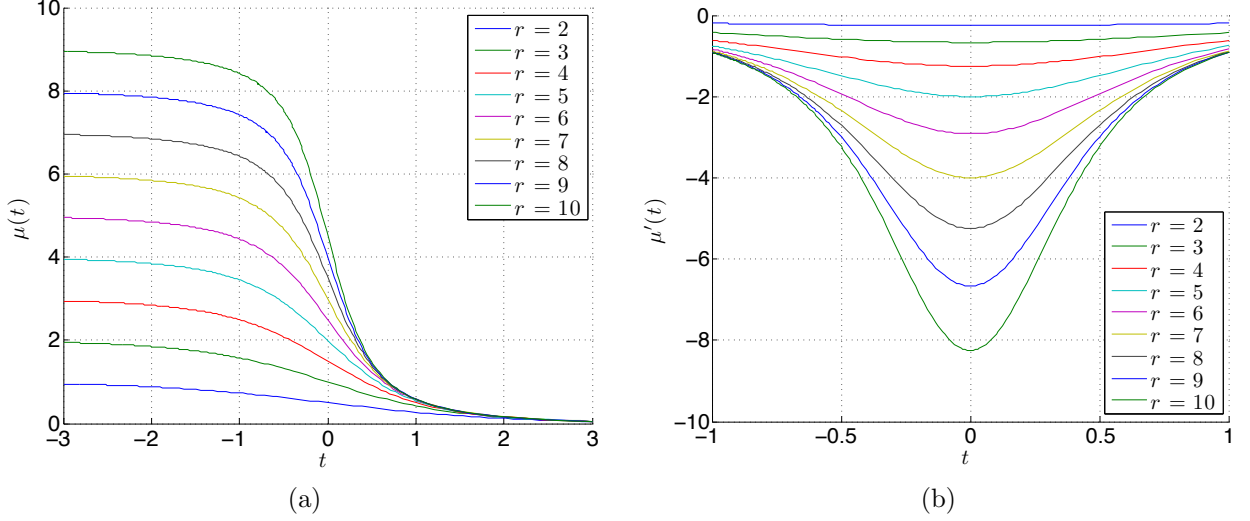 10
8
6
4
2
0
μ(t)
−3
−2
−1
0
1
2
3
t
r = 2
r = 3
r = 4
r = 5
r = 6
r = 7
r = 8
r = 9
r = 10
(a)
0
−2
−4
−6
−8
−10
μ′(t)
−1
−0.5
0
0.5
1
t
r = 2
r = 3
r = 4
r = 5
r = 6
r = 7
r = 8
r = 9
r = 10
(b)